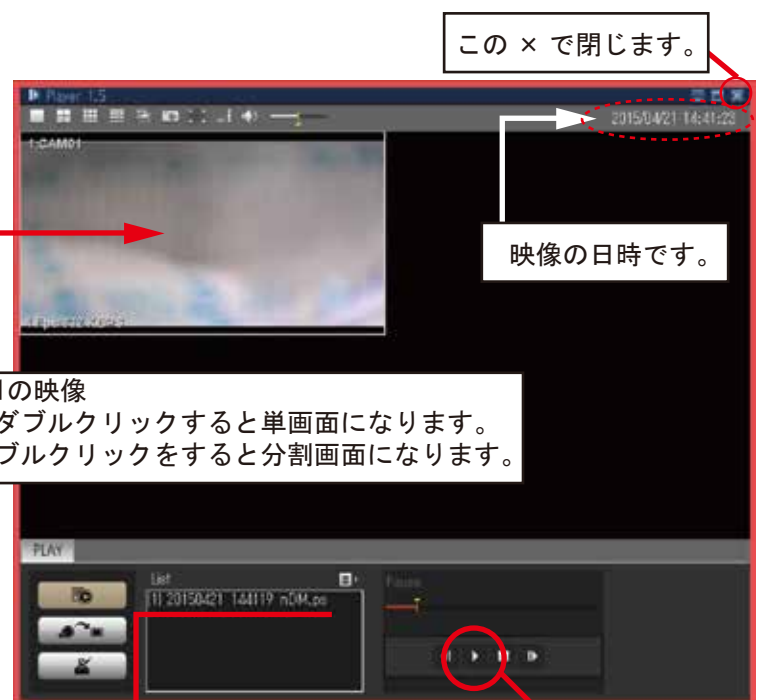 この × で閉じます。
Player 1.5
2015/04/21 14:41:23
1:CAM01
映像の日時です。
の映像
ダブルクリックすると単画面になります。
ブルクリックをすると分割画面になります。
PLAY
List
[1] 20150421_144119_nDM.ps
Pause